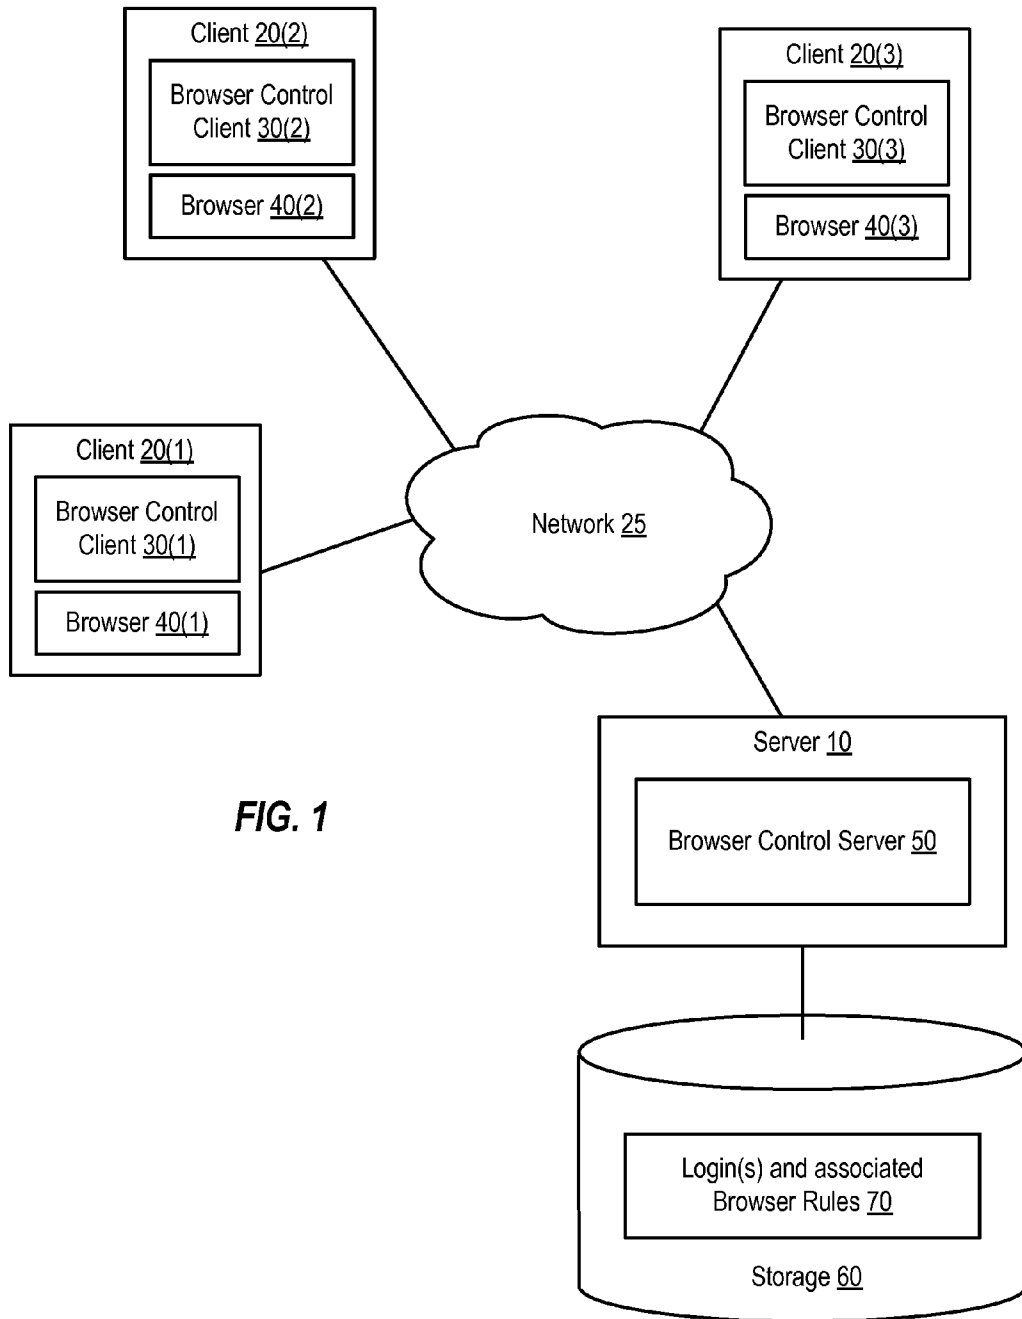 Client 20(2)
Browser Control
Client 30(2)
Browser 40(2)
Client 20(3)
Browser Control
Client 30(3)
Browser 40(3)
Client 20(1)
Browser Control
Client 30(1)
Browser 40(1)
Network 25
Server 10
Browser Control Server 50
FIG. 1
Login(s) and associated
Browser Rules 70
Storage 60